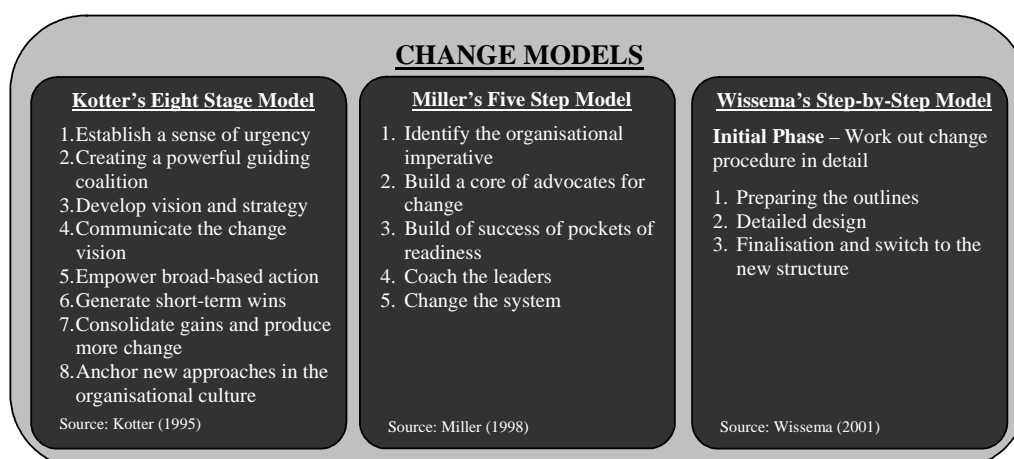 CHANGE MODELS
Kotter's Eight Stage Model
1.Establish a sense of urgency
2.Creating a powerful guiding
coalition
3.Develop vision and strategy
4.Communicate the change
vision
5.Empower broad-based action
6.Generate short-term wins
7.Consolidate gains and produce
more change
8.Anchor new approaches in the
organisational culture
Source: Kotter (1995)
Miller's Five Step Model
1. Identify the organisational
imperative
2. Build a core of advocates for
change
3. Build of success of pockets of
readiness
4. Coach the leaders
5. Change the system
Source: Miller (1998)
Wissema's Step-by-Step Model
Initial Phase – Work out change
procedure in detail
1. Preparing the outlines
2. Detailed design
3. Finalisation and switch to the
new structure
Source: Wissema (2001)